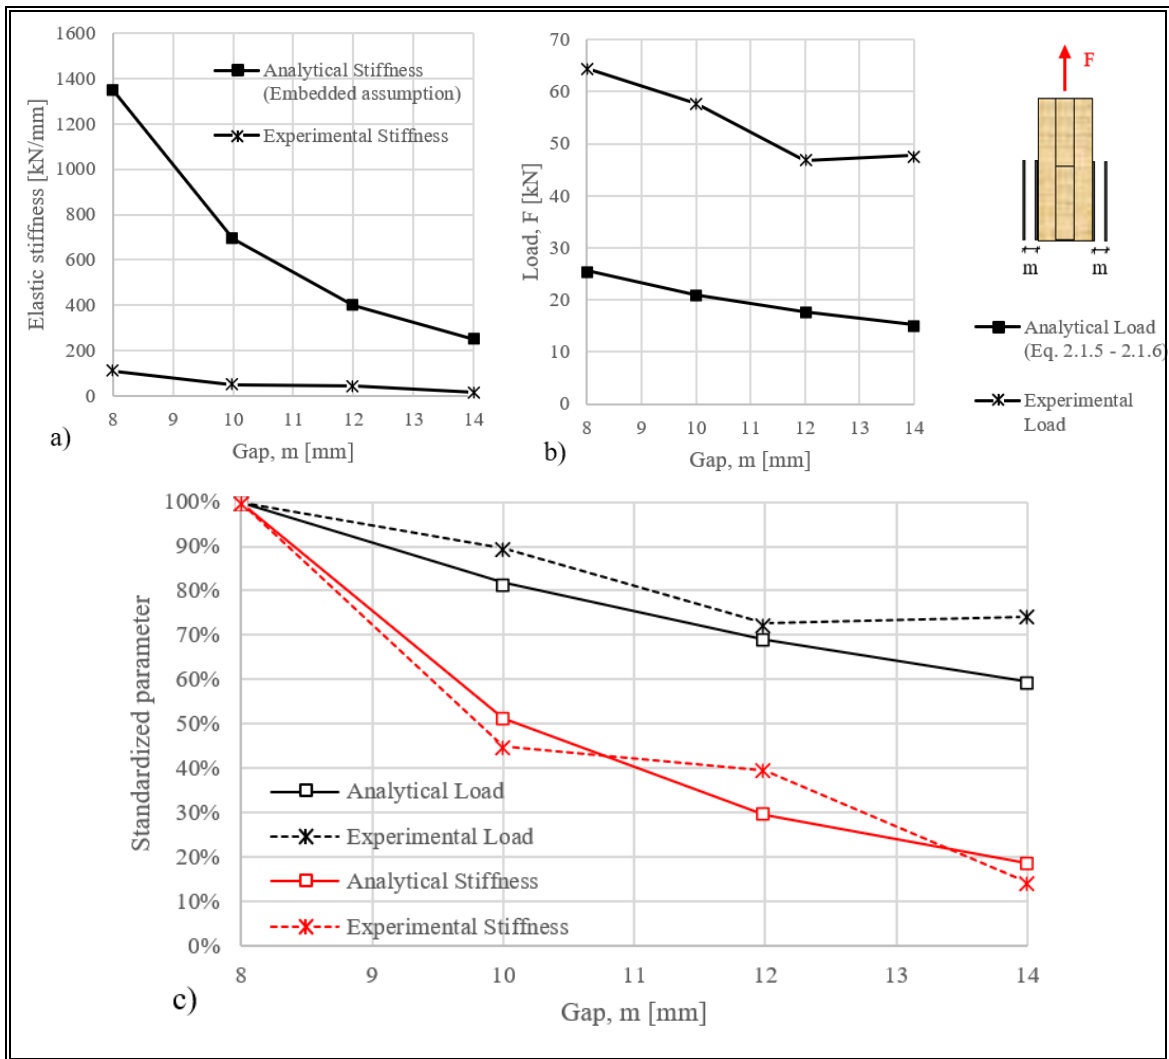 1600
1400
1200
1000
800
600
400
200
0
Elastic stiffness [kN/mm]
Analytical Stiffness
(Embedded assumption)
Experimental Stiffness
8 9 10 11 12 13 14
a)
Gap, m [mm]
70
60
50
40
30
20
10
0
Load, F [kN]
8 9 10 11 12 13 14
b)
Gap, m [mm]
F
m m
Analytical Load
(Eq. 2.1.5 - 2.1.6)
Experimental
Load
100%
90%
80%
70%
60%
50%
40%
30%
20%
10%
0%
Standardized parameter
Analytical Load
Experimental Load
Analytical Stiffness
Experimental Stiffness
8 9 10 11 12 13 14
c)
Gap, m [mm]